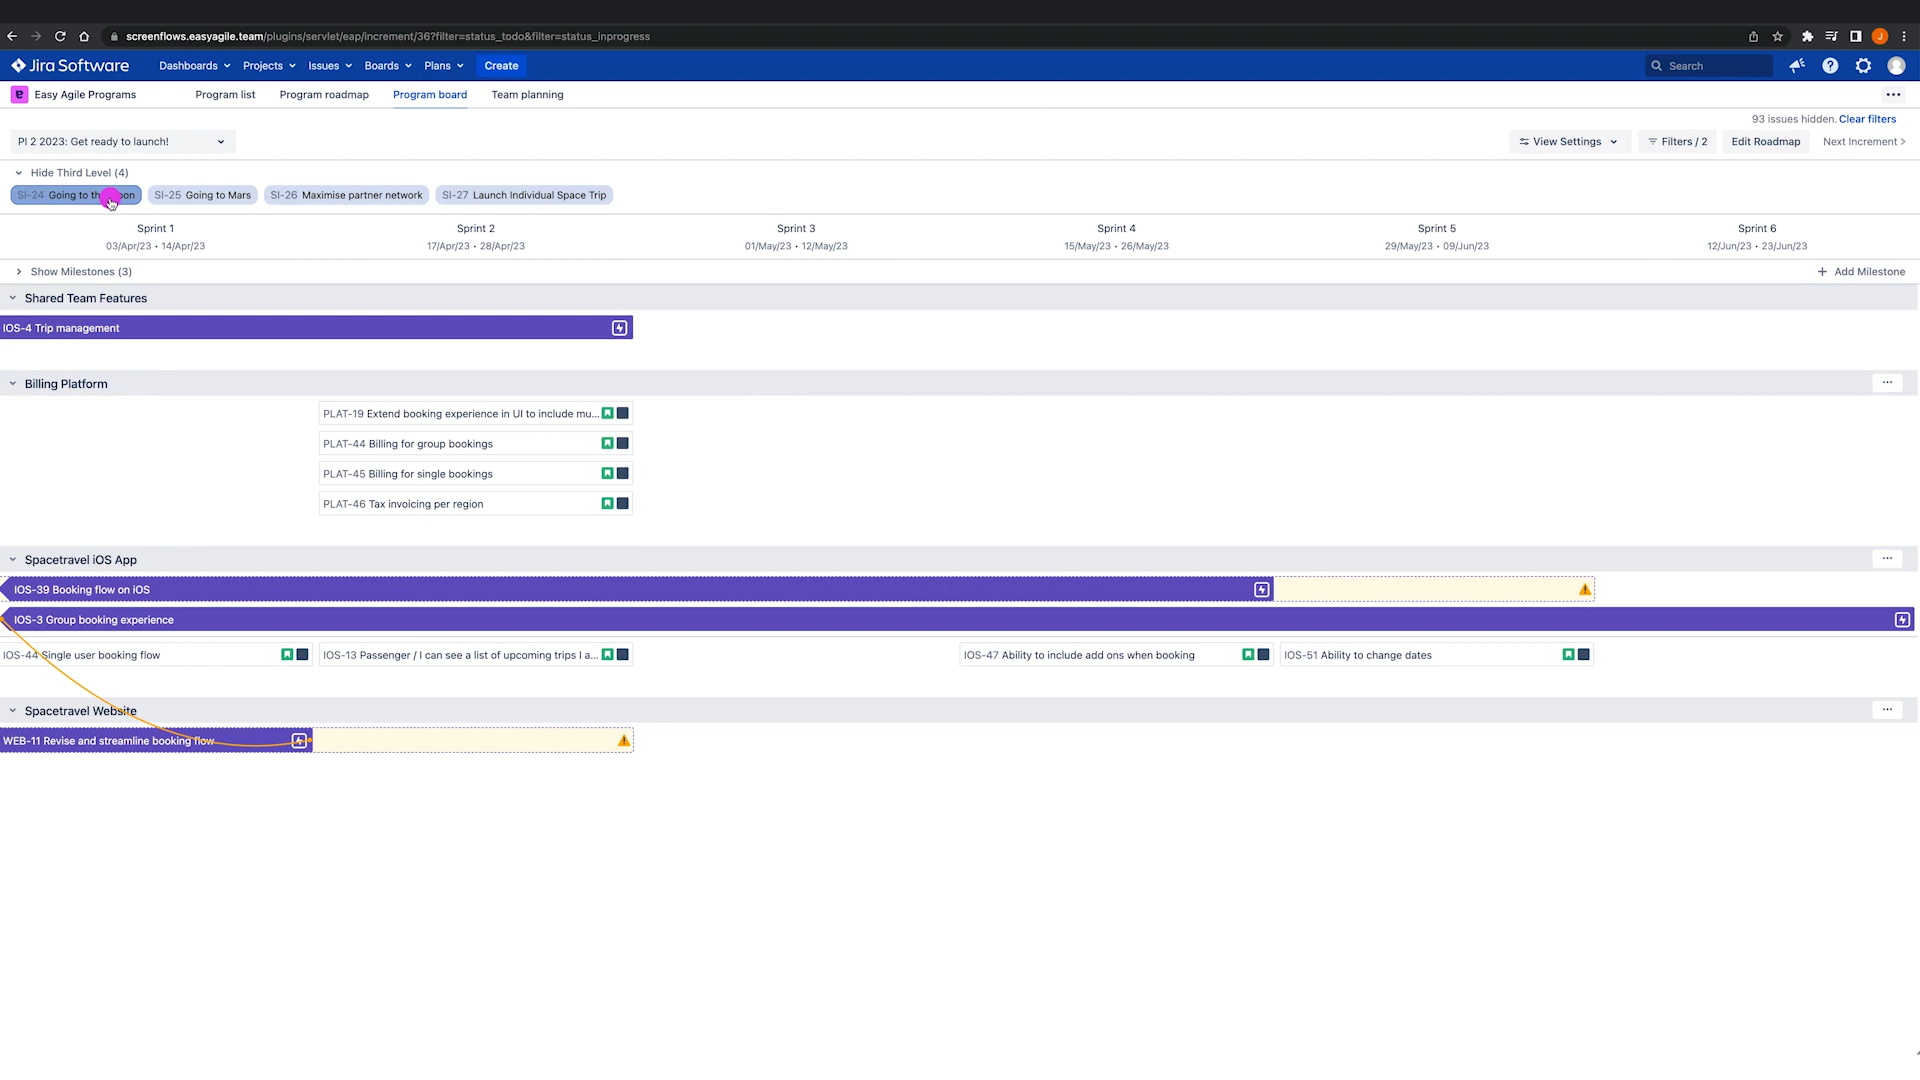 screenflows.easyagile.team/plugins/servlet/eap/increment/36?filter=status_todo&filter=status_inprogress
J
Jira Software Dashboards Projects Issues Boards Plans Create Search
Easy Agile Programs Program list Program roadmap Program board Team planning
93 issues hidden. Clear filters
PI 2 2023: Get ready to launch! View Settings Filters / 2 Edit Roadmap Next Increment >
Hide Third Level (4)
SI-24 Going to th on SI-25 Going to Mars SI-26 Maximise partner network SI-27 Launch Individual Space Trip
Sprint 1 Sprint 2 Sprint 3 Sprint 4 Sprint 5 Sprint 6
03/Apr/23 • 14/Apr/23 17/Apr/23 • 28/Apr/23 01/May/23 • 12/May/23 15/May/23 • 26/May/23 29/May/23 • 09/Jun/23 12/Jun/23 • 23/Jun/23
Show Milestones (3) + Add Milestone
Shared Team Features
IOS-4 Trip management
Billing Platform
PLAT-19 Extend booking experience in UI to include mu...
PLAT-44 Billing for group bookings
PLAT-45 Billing for single bookings
PLAT-46 Tax invoicing per region
Spacetravel iOS App
IOS-39 Booking flow on iOS
IOS-3 Group booking experience
IOS-44 Single user booking flow IOS-13 Passenger / I can see a list of upcoming trips I a... IOS-47 Ability to include add ons when booking IOS-51 Ability to change dates
Spacetravel Website
WEB-11 Revise and streamline booking flow